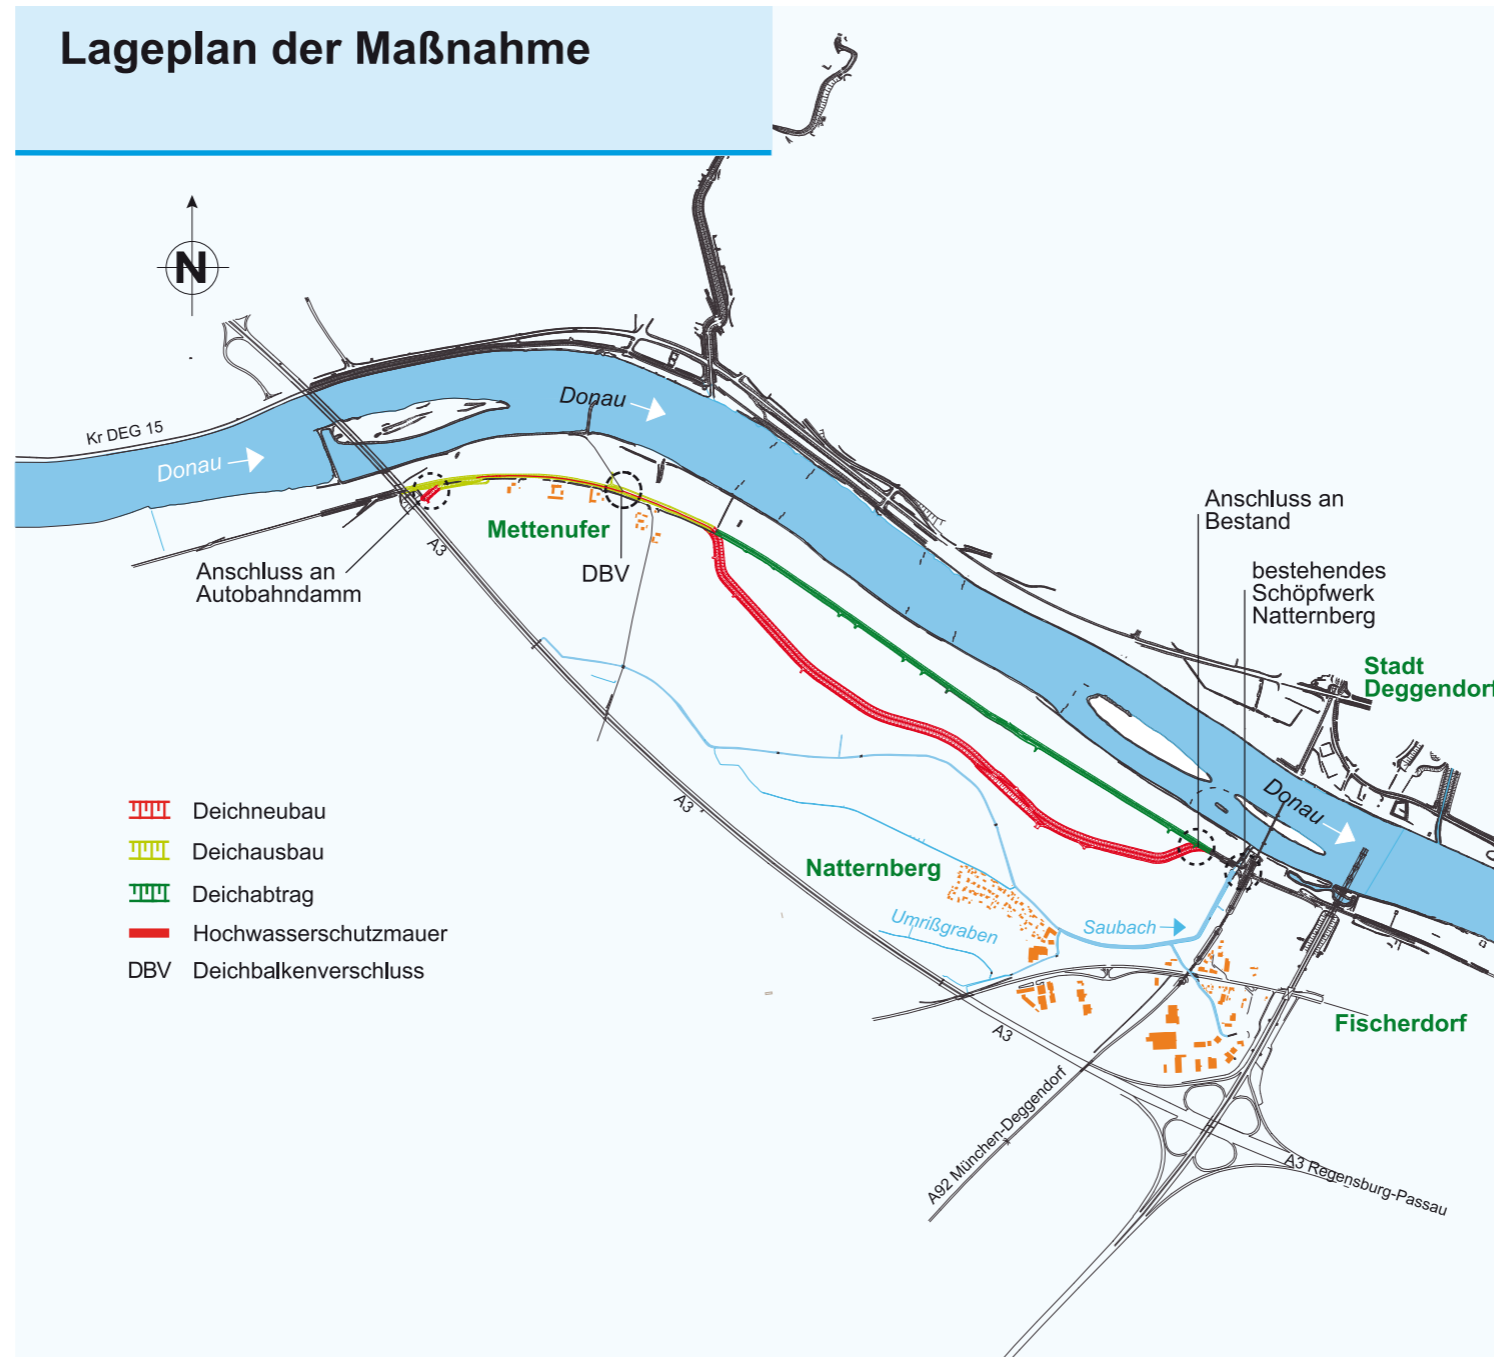 Lageplan der Maßnahme
N
Kr DEG 15
Donau
Donau
Mettenufer
DBV
A3
Anschluss an
Autobahndamm
Anschluss an
Bestand
bestehendes
Schöpfwerk
Natternberg
Stadt
Deggendorf
Donau
A3
Deichneubau
Deichausbau
Deichabtrag
Hochwasserschutzmauer
DBV Deichbalkenverschluss
Natternberg
Umrißgraben
Saubach
A3
Fischerdorf
A92 München-Deggendorf
A3 Regensburg-Passau